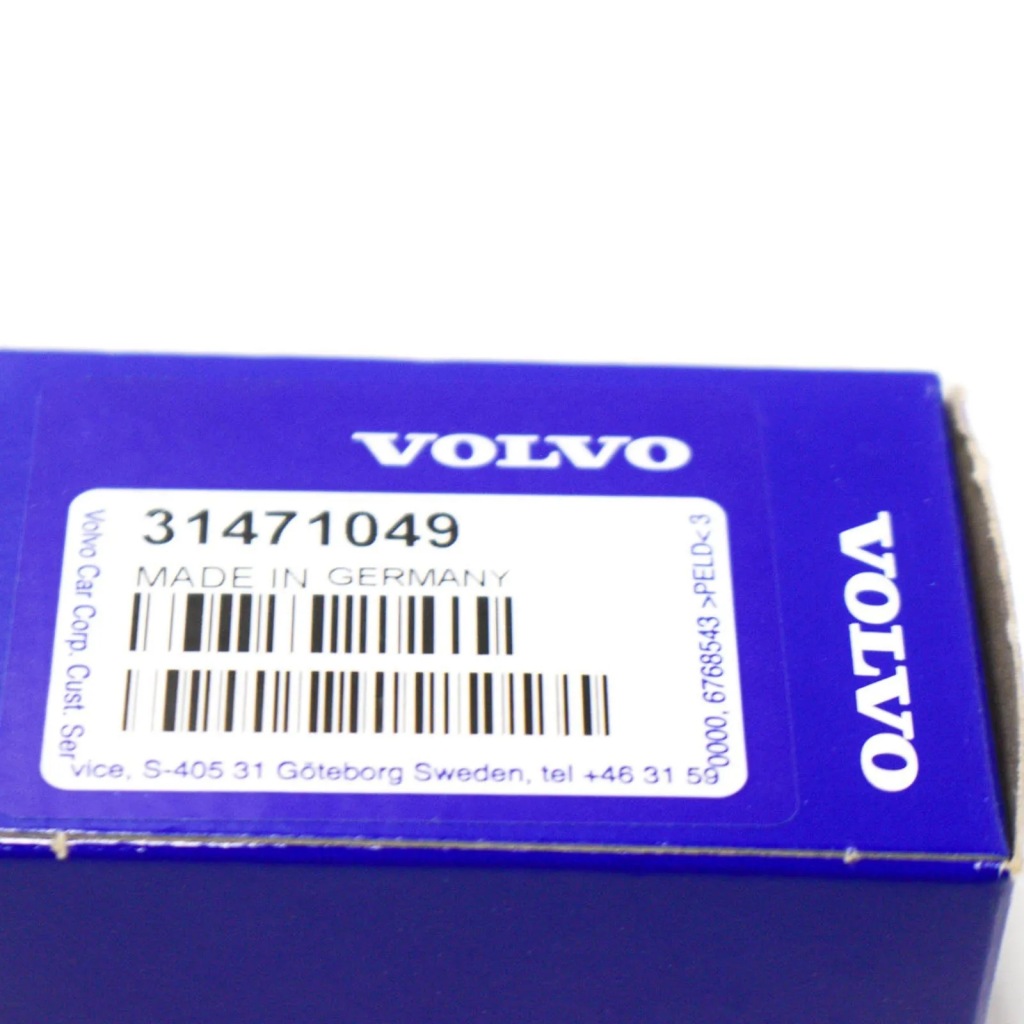 VOLVO
31471049
MADE IN GERMANY
Volvo Car Corp. Cust. Ser
vice, S-405 31 Göteborg Sweden, tel +46 31 59
0000, 6768543 >PELD< 3
VOLVO